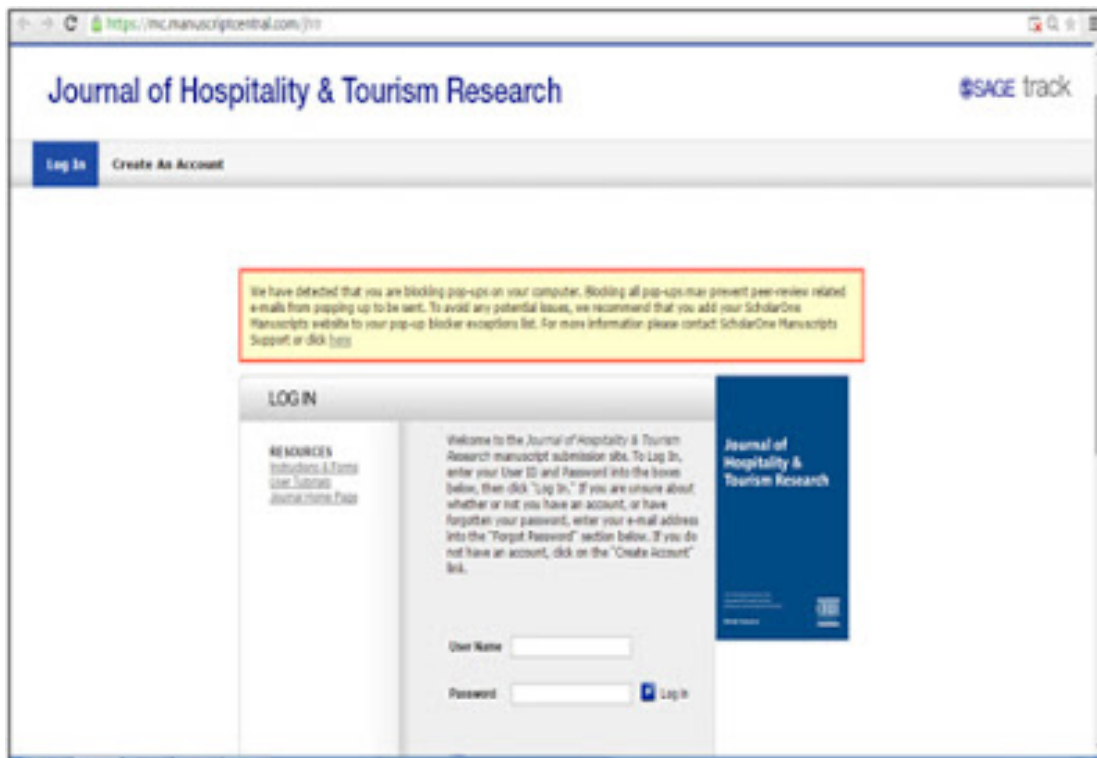 https://mc.manuscriptcentral.com/jhtr
Journal of Hospitality & Tourism Research
SAGE track
Log In
Create An Account
We have detected that you are blocking pop-ups on your computer. Blocking all pop-ups may prevent peer-review related
e-mails from popping up to be sent. To avoid any potential issues, we recommend that you add your ScholarOne
Manuscripts website to your pop-up blocker exceptions list. For more information please contact ScholarOne Manuscripts
Support or click here
LOG IN
RESOURCES
Instructions & Forms
User Tutorials
Journal Home Page
Welcome to the Journal of Hospitality & Tourism
Research manuscript submission site. To Log In,
enter your User ID and Password into the boxes
below, then click "Log In." If you are unsure about
whether or not you have an account, or have
forgotten your password, enter your e-mail address
into the "Forgot Password" section below. If you do
not have an account, click on the "Create Account"
link.
Journal of
Hospitality &
Tourism Research
User Name
Password
Log In